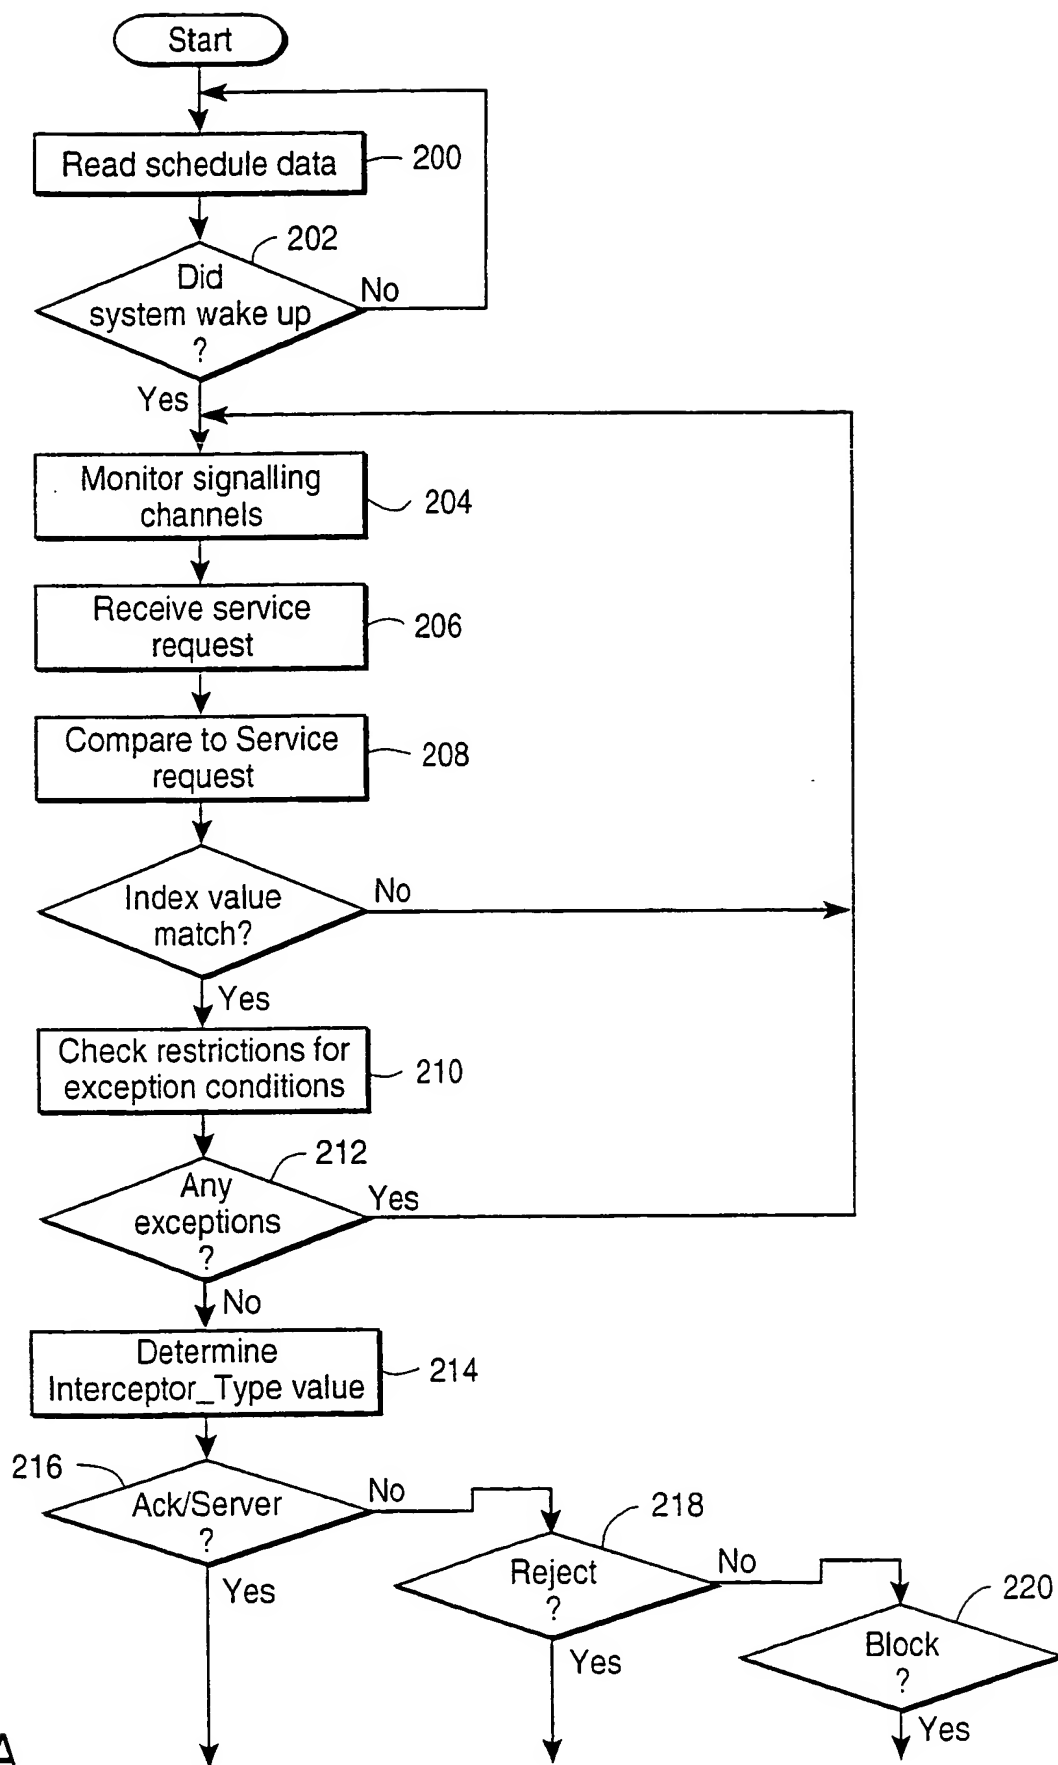 Start
Read schedule data
200
202
Did
system wake up
?
No
Yes
Monitor signalling
channels
204
Receive service
request
206
Compare to Service
request
208
Index value
match?
No
Yes
Check restrictions for
exception conditions
210
212
Any
exceptions
?
Yes
No
Determine
Interceptor_Type value
214
216
Ack/Server
?
No
Yes
218
Reject
?
No
Yes
220
Block
?
Yes
A